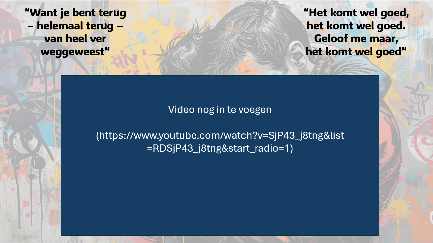 “Want je bent terug
– helemaal terug –
van heel ver
weggeweest”
“Het komt wel goed,
het komt wel goed.
Geloof me maar,
het komt wel goed”
Video nog in te voegen
(https://www.youtube.com/watch?v=SjP43_j8tng&list
=RDSjP43_j8tng&start_radio=1)